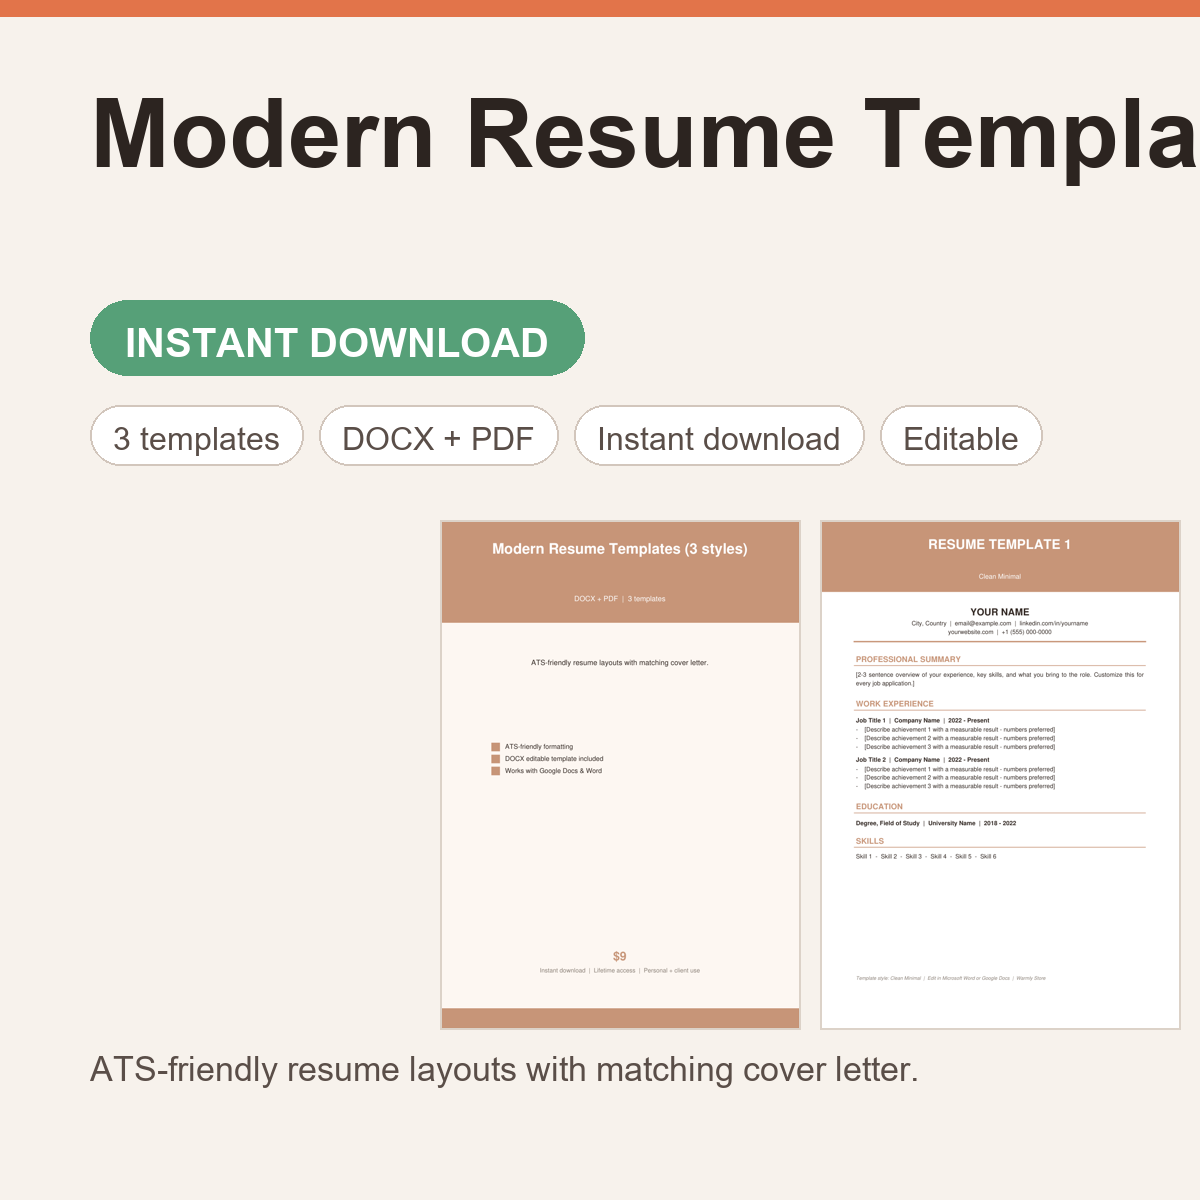 Modern Resume Templa
INSTANT DOWNLOAD
3 templates
DOCX + PDF
Instant download
Editable
Modern Resume Templates (3 styles)
DOCX + PDF | 3 templates
ATS-friendly resume layouts with matching cover letter.
ATS-friendly formatting
DOCX editable template included
Works with Google Docs & Word
$9
Instant download | Lifetime access | Personal + client use
RESUME TEMPLATE 1
Clean Minimal
YOUR NAME
City, Country | email@example.com | linkedin.com/in/yourname
yourwebsite.com | +1 (555) 000-0000
PROFESSIONAL SUMMARY
[2-3 sentence overview of your experience, key skills, and what you bring to the role. Customize this for
every job application.]
WORK EXPERIENCE
Job Title 1 | Company Name | 2022 - Present
- [Describe achievement 1 with a measurable result - numbers preferred]
- [Describe achievement 2 with a measurable result - numbers preferred]
- [Describe achievement 3 with a measurable result - numbers preferred]
Job Title 2 | Company Name | 2022 - Present
- [Describe achievement 1 with a measurable result - numbers preferred]
- [Describe achievement 2 with a measurable result - numbers preferred]
- [Describe achievement 3 with a measurable result - numbers preferred]
EDUCATION
Degree, Field of Study | University Name | 2018 - 2022
SKILLS
Skill 1 - Skill 2 - Skill 3 - Skill 4 - Skill 5 - Skill 6
Template style: Clean Minimal | Edit in Microsoft Word or Google Docs | Warmly Store
ATS-friendly resume layouts with matching cover letter.